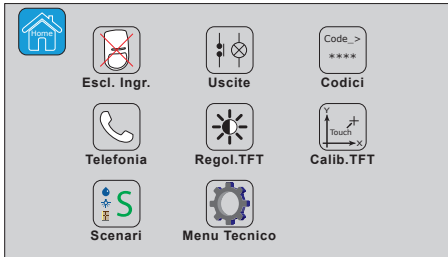 Home
Code_>
****
Escl. Ingr.
Uscite
Codici
Y
Touch
X
Telefonia
Regol.TFT
Calib.TFT
S
Scenari
Menu Tecnico